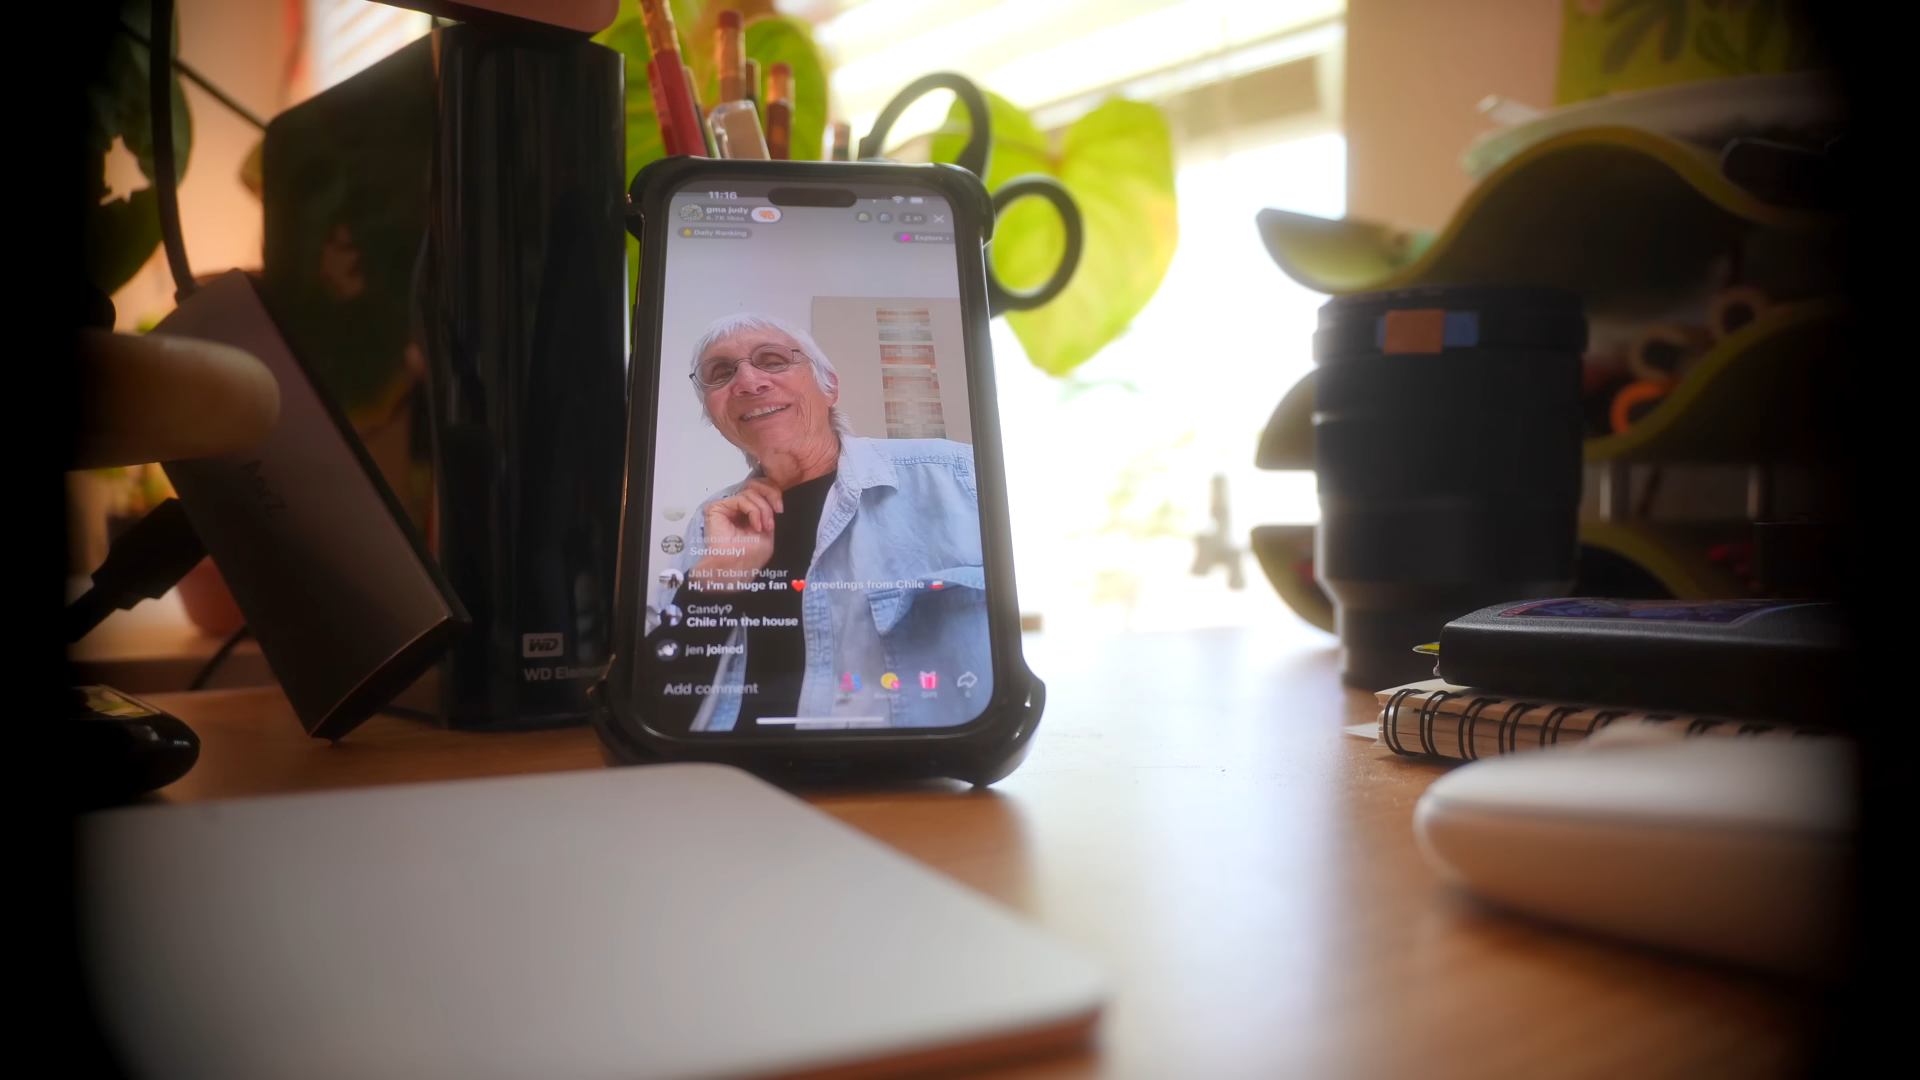 11:16
gma judy
Daily Ranking
Explore
Seriously!
Jabi Tobar Pulgar
Hi, i'm a huge fan ❤️ greetings from Chile 🇨🇱
Candy9
Chile I'm the house
jen joined
Add comment
WD